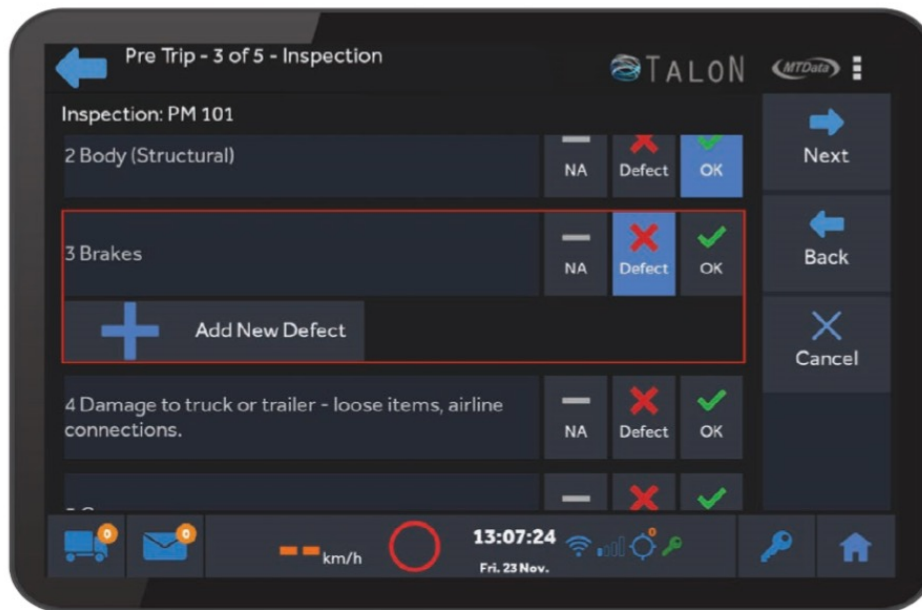 Pre Trip - 3 of 5 - Inspection
TALON
MTData
Inspection: PM 101
2 Body (Structural)
NA
Defect
OK
Next
3 Brakes
NA
Defect
OK
Back
Add New Defect
Cancel
4 Damage to truck or trailer - loose items, airline
connections.
NA
Defect
OK
0
0
km/h
13:07:24
Fri. 23 Nov.
0